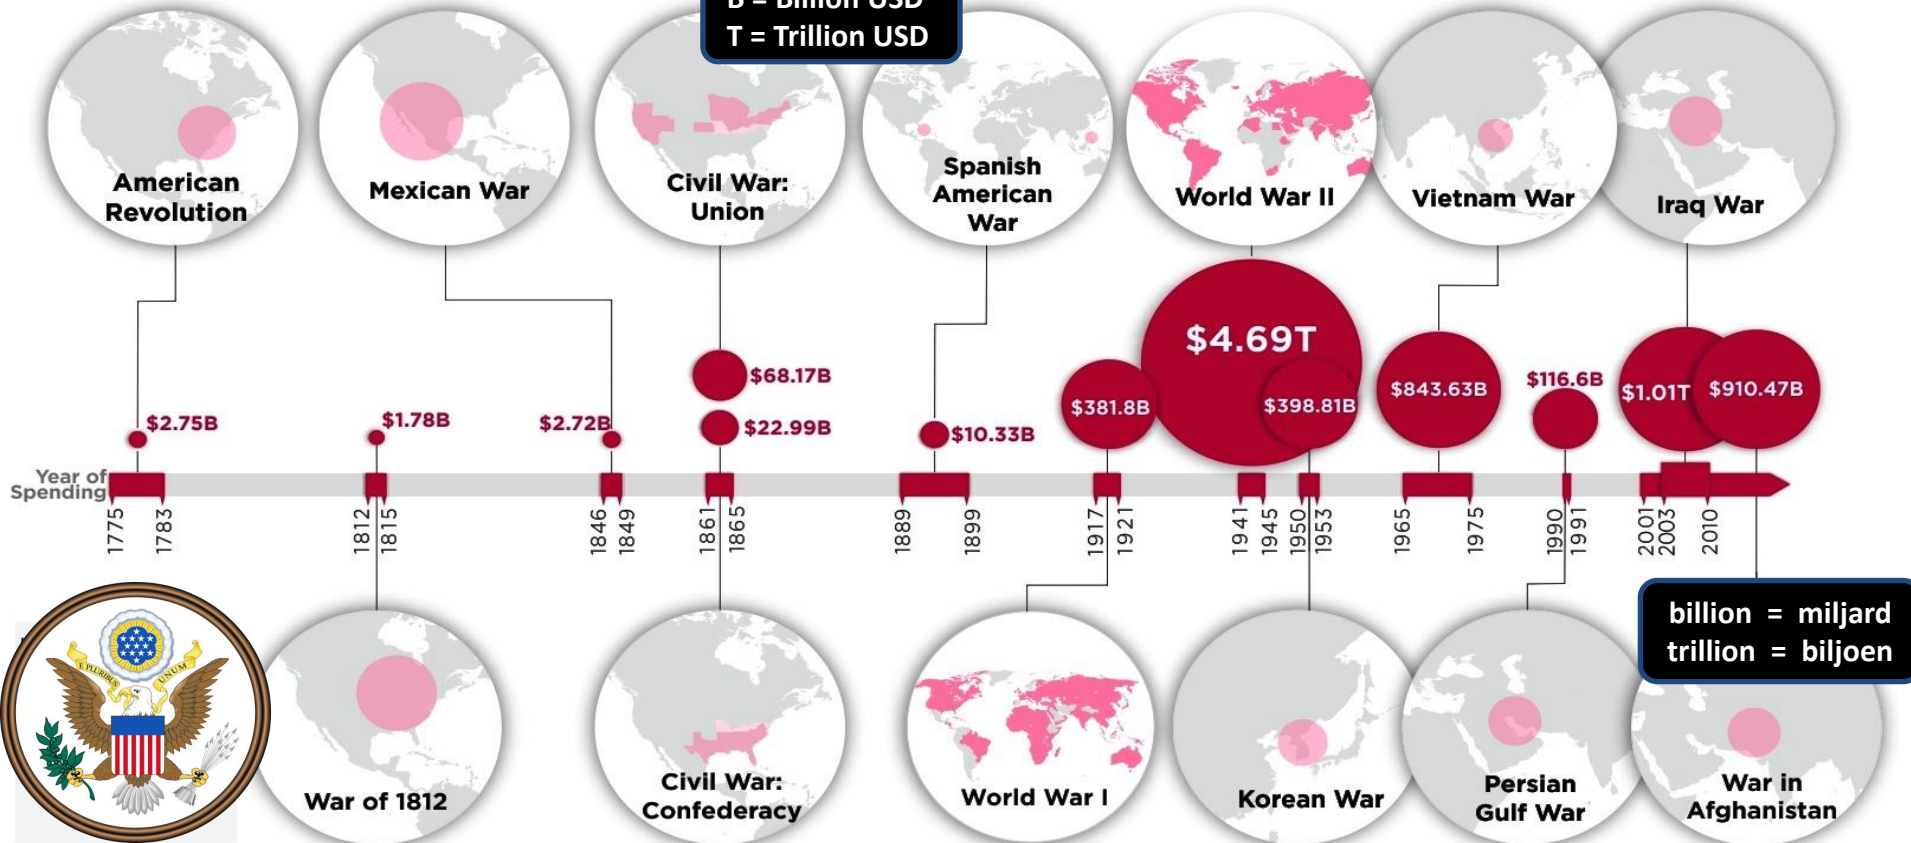 B = Billion USD
T = Trillion USD
American
Revolution
Mexican War
Civil War:
Union
Spanish
American
War
World War II
Vietnam War
Iraq War
$2.75B
$1.78B
$2.72B
$68.17B
$22.99B
$10.33B
$381.8B
$4.69T
$398.81B
$843.63B
$116.6B
$1.01T
$910.47B
Year of
Spending
1775
1783
1812
1815
1846
1849
1861
1865
1889
1899
1917
1921
1941
1945
1950
1953
1965
1975
1990
1991
2001
2003
2010
billion = miljard
trillion = biljoen
E PLURIBUS UNUM
War of 1812
Civil War:
Confederacy
World War I
Korean War
Persian
Gulf War
War in
Afghanistan